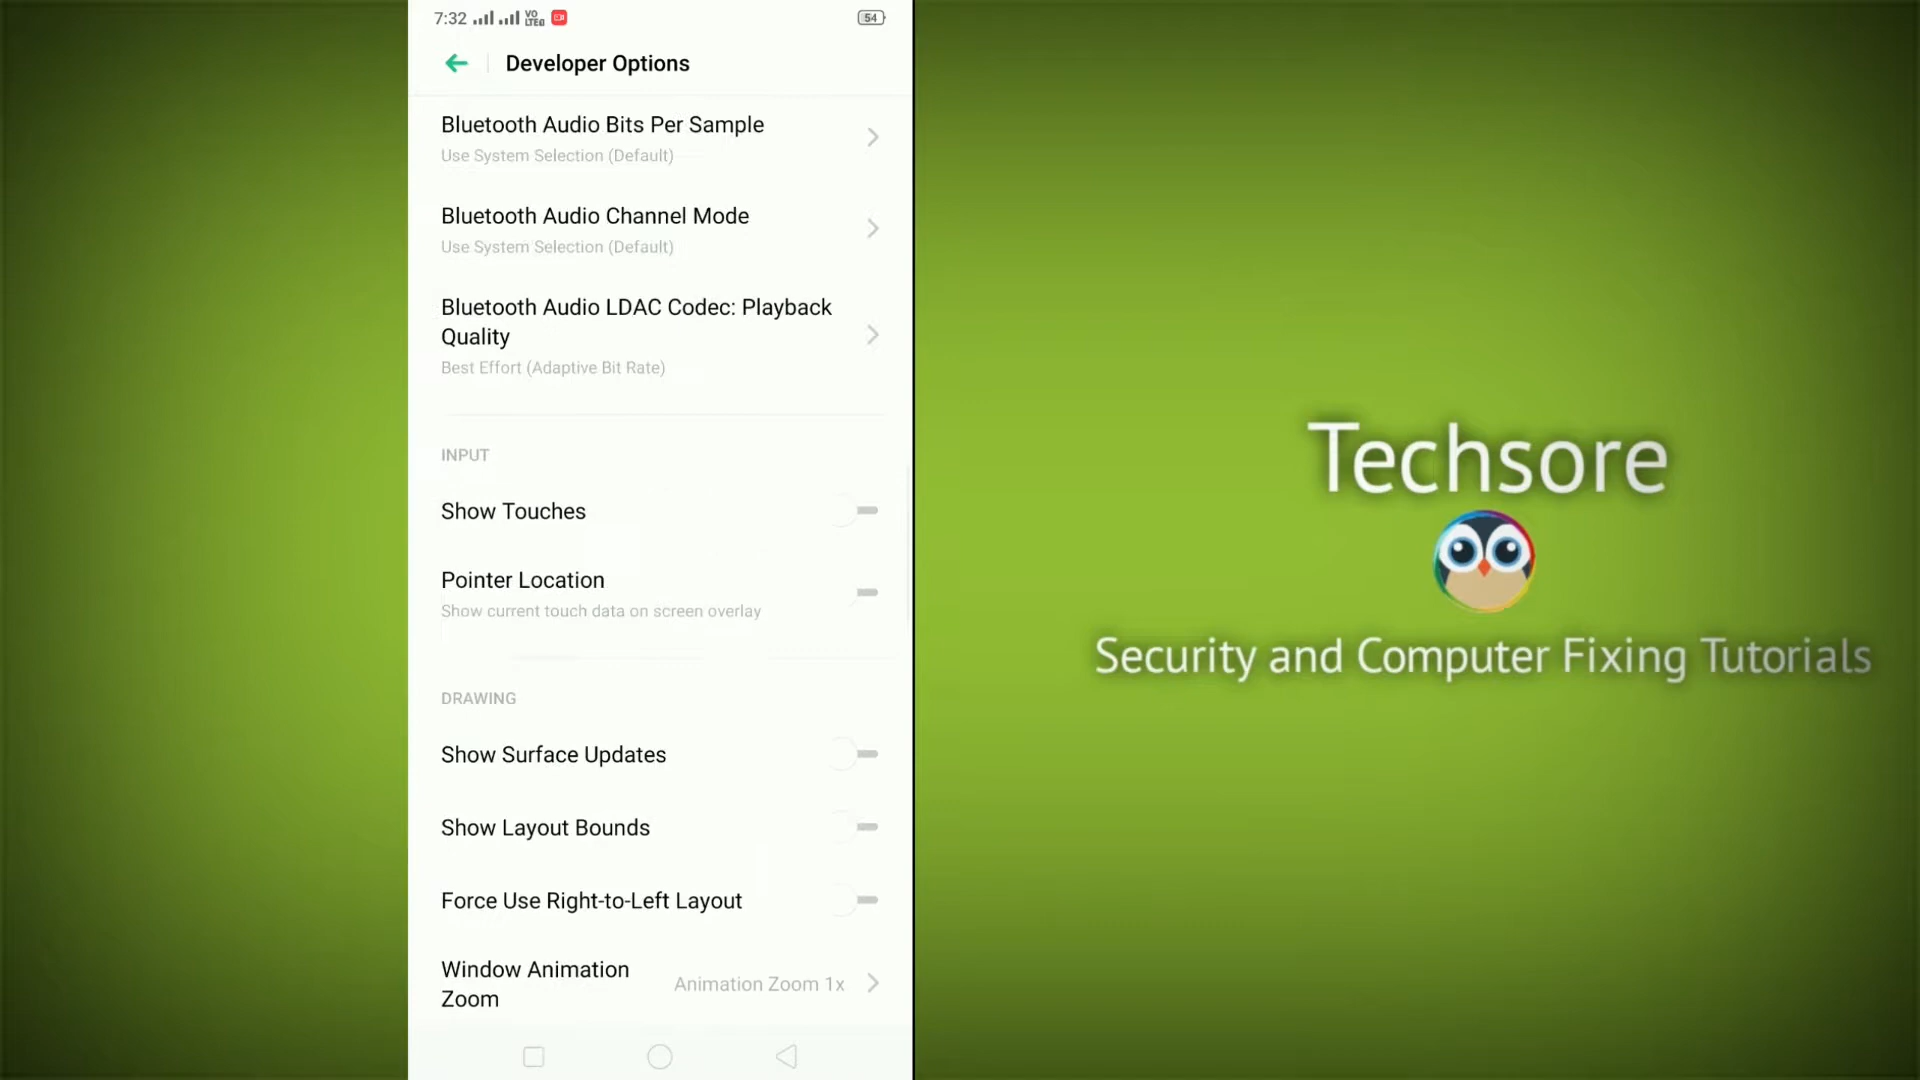 7:32 VO LTE 54
Developer Options
Bluetooth Audio Bits Per Sample
Use System Selection (Default)
Bluetooth Audio Channel Mode
Use System Selection (Default)
Bluetooth Audio LDAC Codec: Playback
Quality
Best Effort (Adaptive Bit Rate)
INPUT
Show Touches
Pointer Location
Show current touch data on screen overlay
DRAWING
Show Surface Updates
Show Layout Bounds
Force Use Right-to-Left Layout
Window Animation
Zoom
Animation Zoom 1x
Techsore
Security and Computer Fixing Tutorials